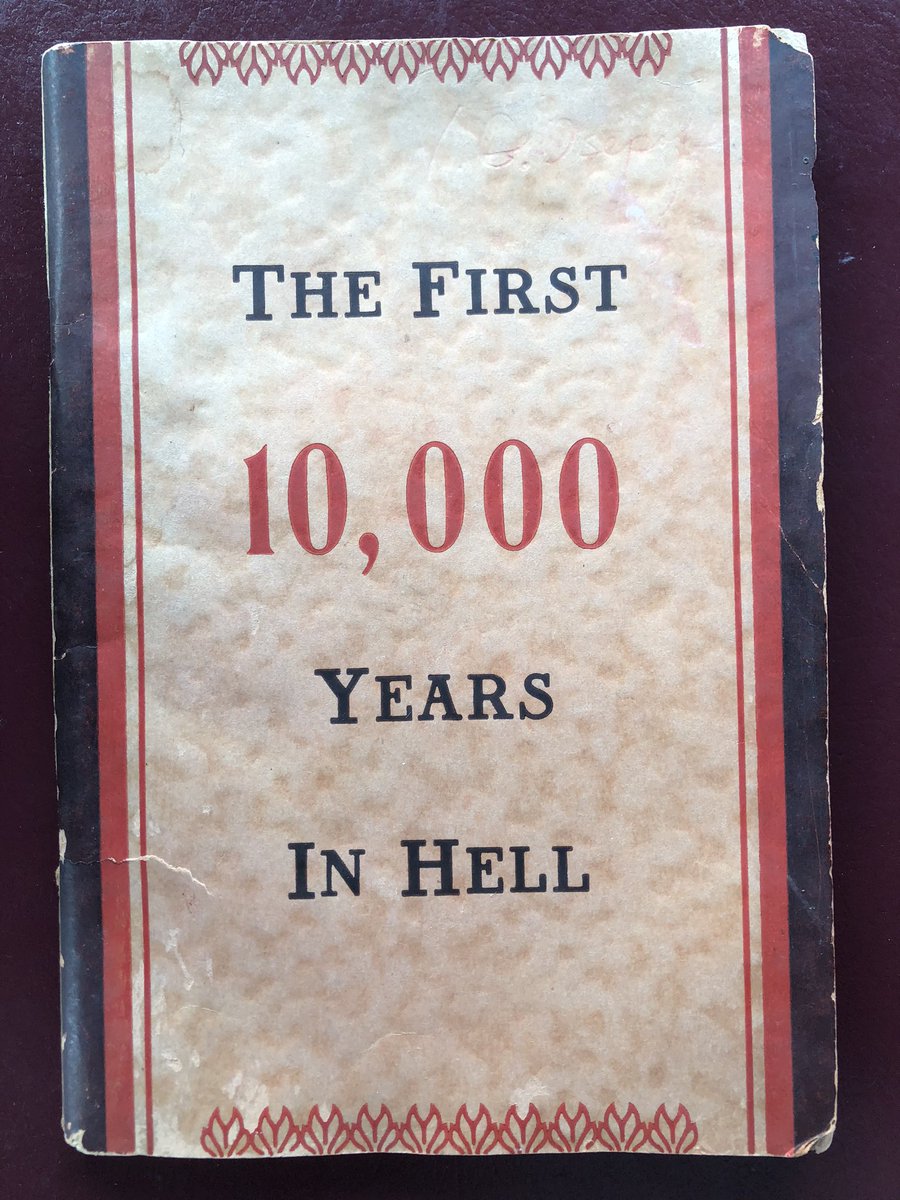 THE FIRST
10,000
YEARS
IN HELL